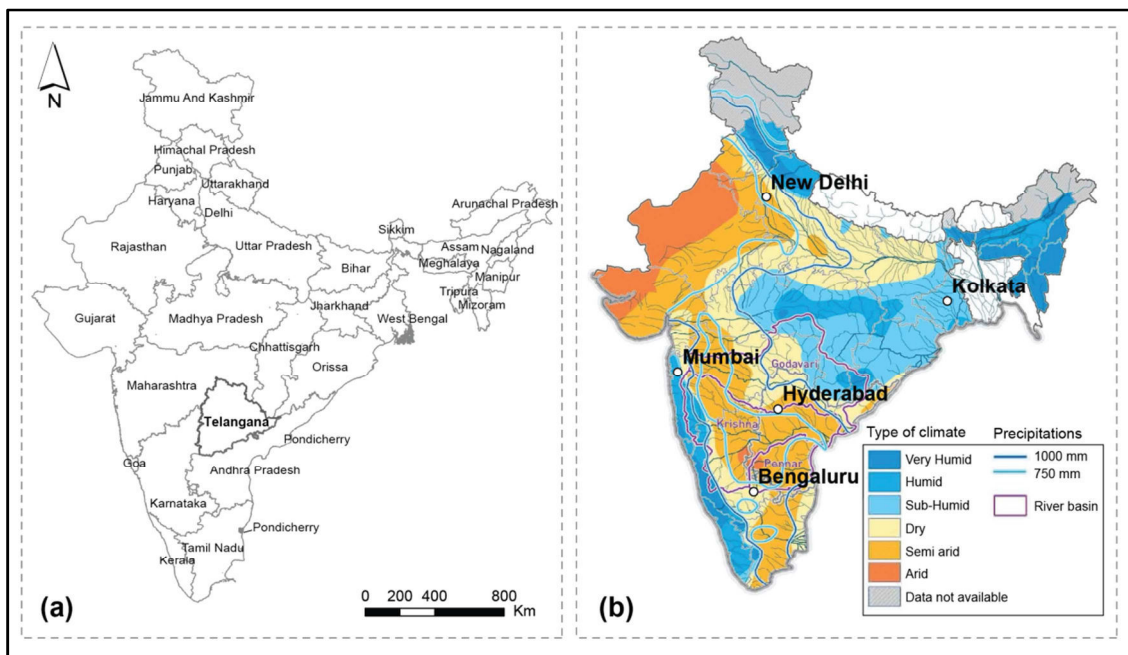 N
Jammu And Kashmir
Himachal Pradesh
Punjab
Uttarakhand
Haryana
Delhi
Arunachal Pradesh
Sikkim
Rajasthan
Uttar Pradesh
Assam
Nagaland
Bihar
Meghalaya
Manipur
Tripura
Mizoram
Jharkhand
Gujarat
Madhya Pradesh
West Bengal
Chhattisgarh
Orissa
Maharashtra
Telangana
Pondicherry
Goa
Andhra Pradesh
Karnataka
Pondicherry
Tamil Nadu
Kerala
0 200 400 800
Km
(a)
New Delhi
Kolkata
Mumbai
Godavari
Hyderabad
Krishna
Pennar
Bengaluru
Type of climate
Very Humid
Humid
Sub-Humid
Dry
Semi arid
Arid
Data not available
Precipitations
1000 mm
750 mm
River basin
(b)